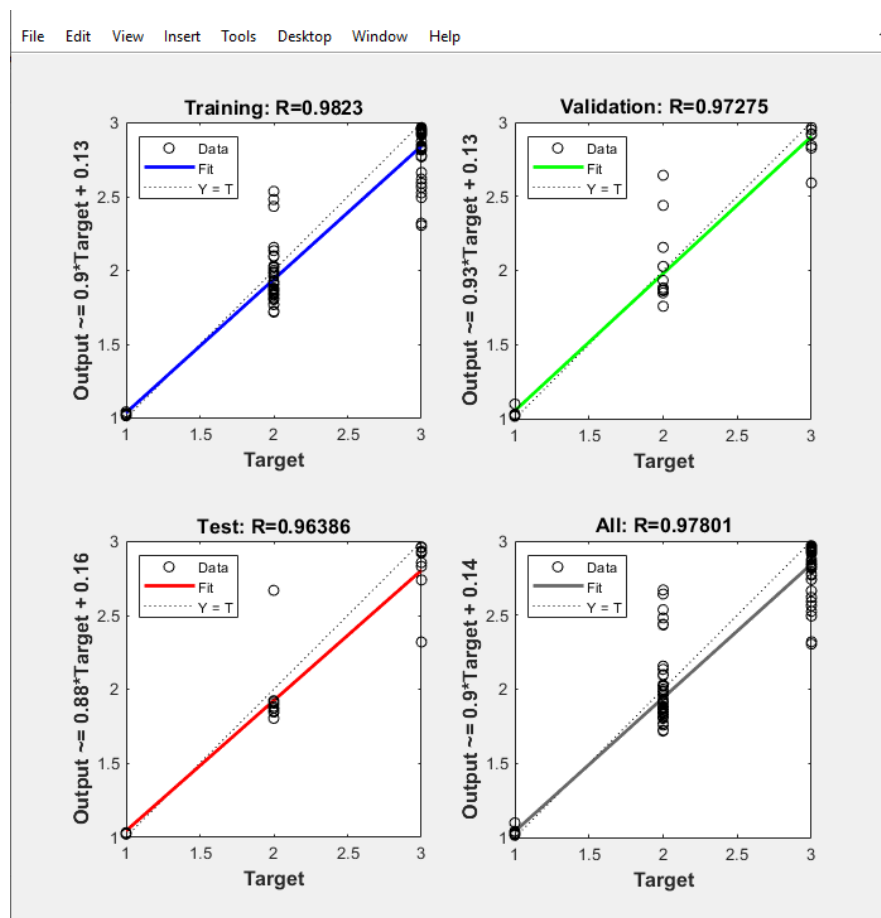 File Edit View Insert Tools Desktop Window Help
Training: R=0.9823
Output ~= 0.9*Target + 0.13
3
2.5
2
1.5
1
Data
Fit
Y = T
1 1.5 2 2.5 3
Target
Validation: R=0.97275
Output ~= 0.93*Target + 0.13
3
2.5
2
1.5
1
Data
Fit
Y = T
1 1.5 2 2.5 3
Target
Test: R=0.96386
Output ~= 0.88*Target + 0.16
3
2.5
2
1.5
1
Data
Fit
Y = T
1 1.5 2 2.5 3
Target
All: R=0.97801
Output ~= 0.9*Target + 0.14
3
2.5
2
1.5
1
Data
Fit
Y = T
1 1.5 2 2.5 3
Target